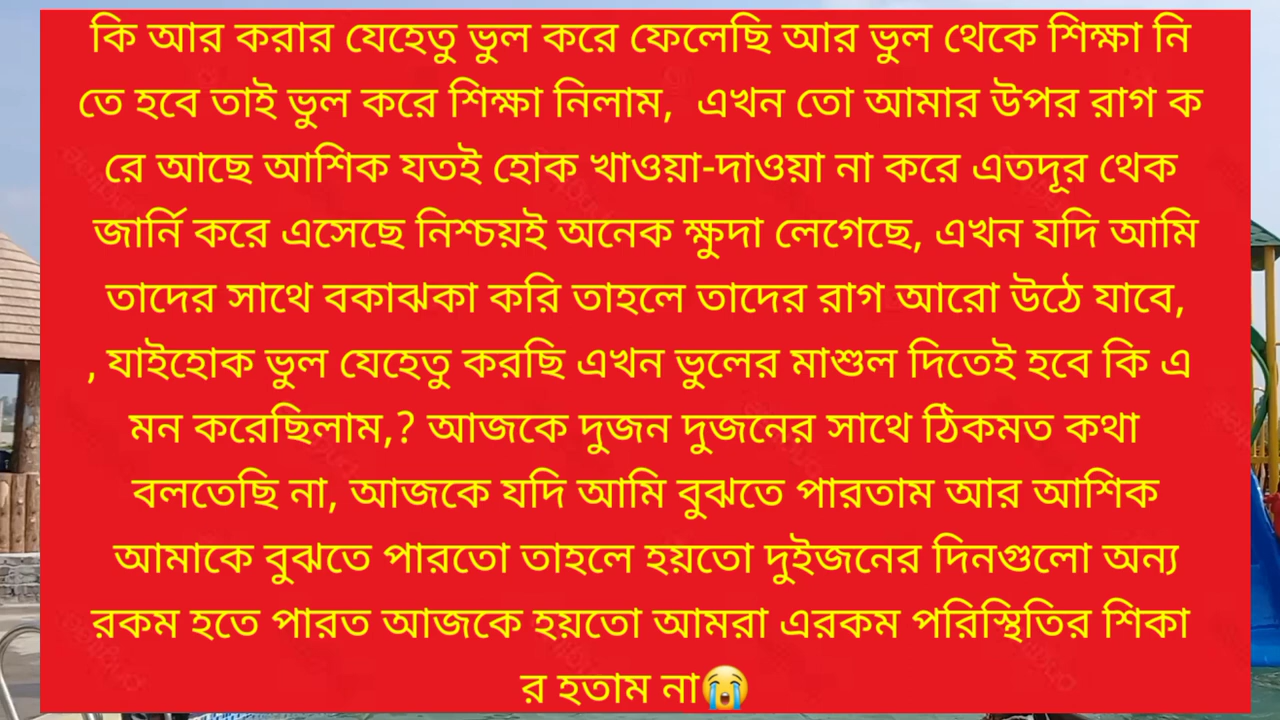 কি আর করার যেহেতু ভুল করে ফেলেছি আর ভুল থেকে শিক্ষা নি
তে হবে তাই ভুল করে শিক্ষা নিলাম,  এখন তো আমার উপর রাগ ক
রে আছে আশিক যতই হোক খাওয়া-দাওয়া না করে এতদূর থেক
জার্নি করে এসেছে নিশ্চয়ই অনেক ক্ষুদা লেগেছে, এখন যদি আমি
তাদের সাথে বকাঝকা করি তাহলে তাদের রাগ আরো উঠে যাবে,
, যাইহোক ভুল যেহেতু করছি এখন ভুলের মাশুল দিতেই হবে কি এ
মন করেছিলাম,? আজকে দুজন দুজনের সাথে ঠিকমত কথা
বলতেছি না, আজকে যদি আমি বুঝতে পারতাম আর আশিক
আমাকে বুঝতে পারতো তাহলে হয়তো দুইজনের দিনগুলো অন্য
রকম হতে পারত আজকে হয়তো আমরা এরকম পরিস্থিতির শিকা
র হতাম না😭